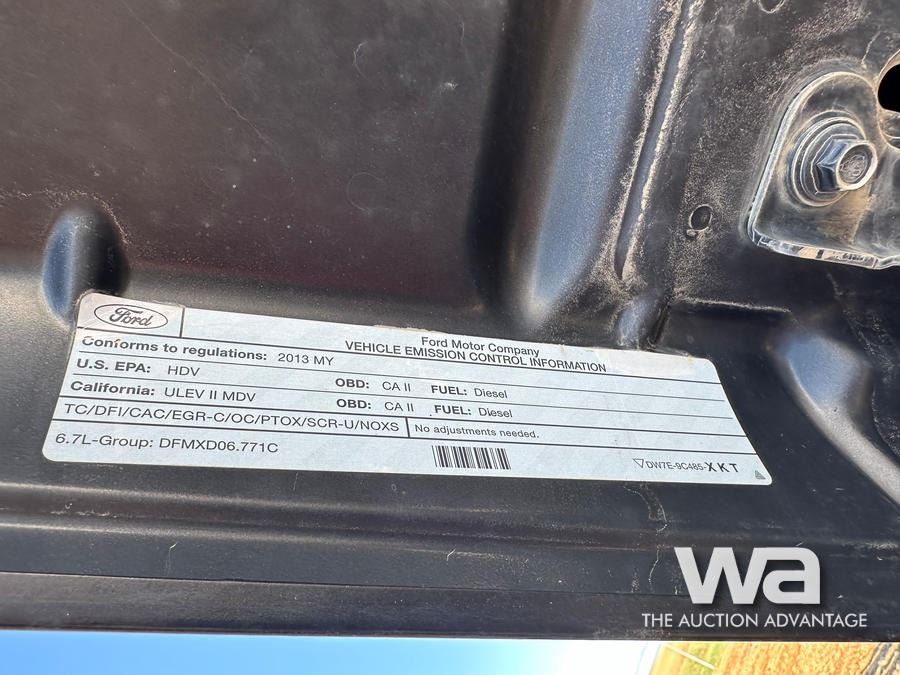 Ford
Ford Motor Company
VEHICLE EMISSION CONTROL INFORMATION
Conforms to regulations: 2013 MY
U.S. EPA: HDV OBD: CA II FUEL: Diesel
California: ULEV II MDV OBD: CA II FUEL: Diesel
TC/DFI/CAC/EGR-C/OC/PTOX/SCR-U/NOXS No adjustments needed.
6.7L-Group: DFMXD06.771C DW7E-9C485-XKT
wa
THE AUCTION ADVANTAGE